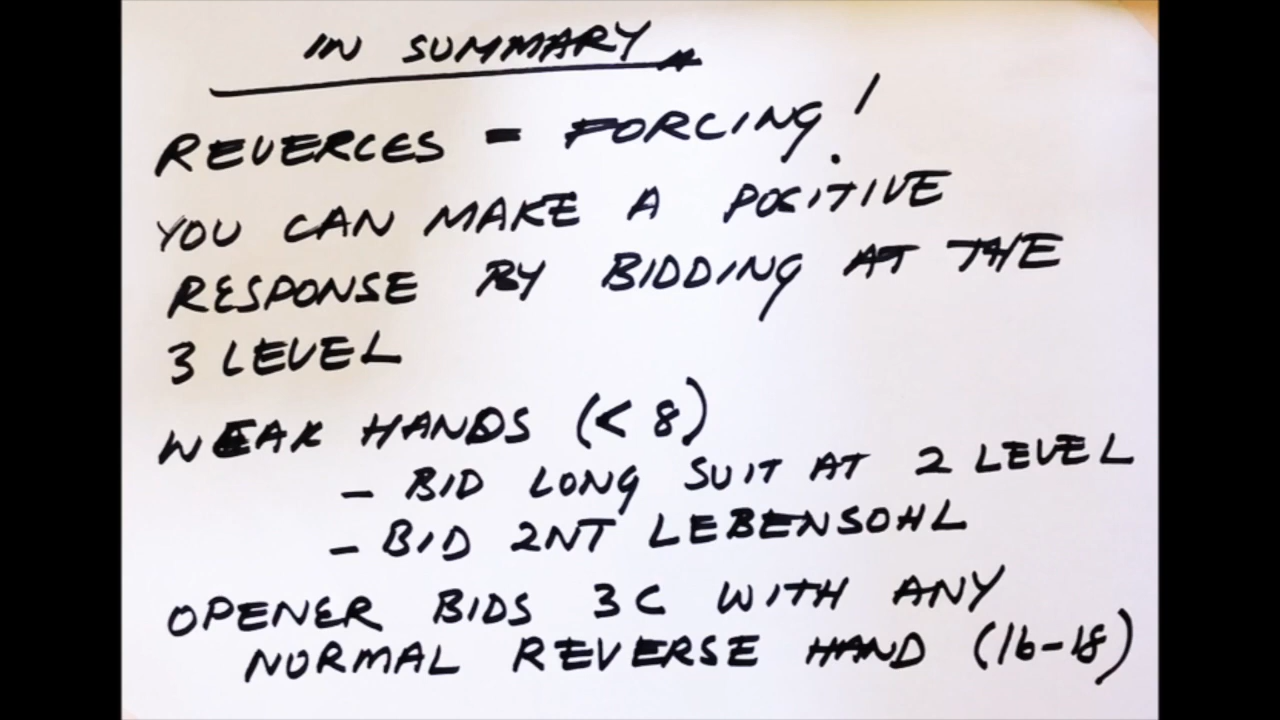 IN SUMMARY
REVERCES = FORCING!
YOU CAN MAKE A POSITIVE
RESPONSE BY BIDDING AT THE
3 LEVEL
WEAK HANDS (< 8)
- BID LONG SUIT AT 2 LEVEL
- BID 2NT LEBENSOHL
OPENER BIDS 3C WITH ANY
NORMAL REVERSE HAND (16-18)